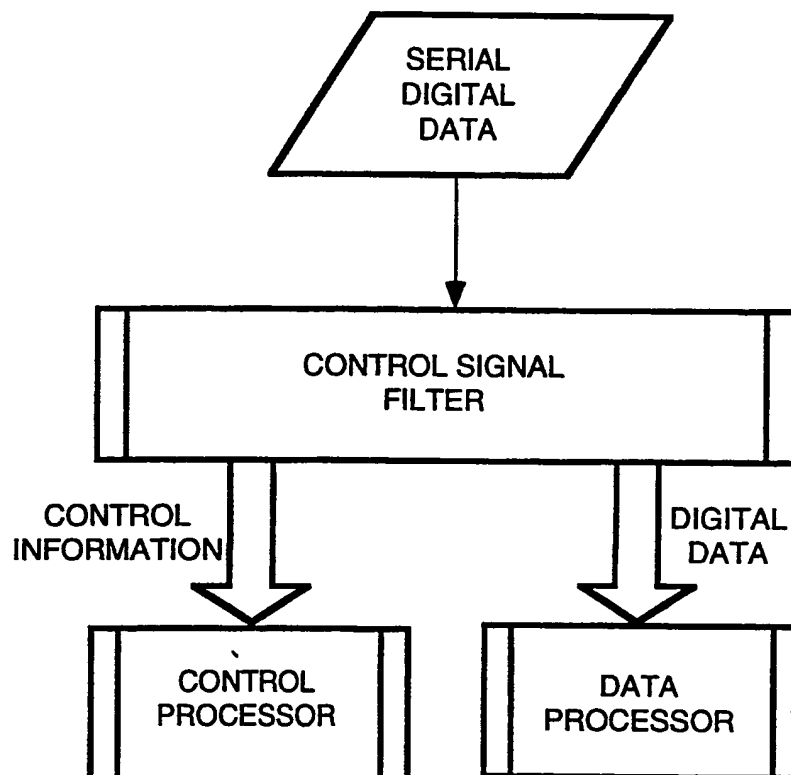 SERIAL
DIGITAL
DATA
CONTROL SIGNAL
FILTER
CONTROL
INFORMATION
DIGITAL
DATA
CONTROL
PROCESSOR
DATA
PROCESSOR